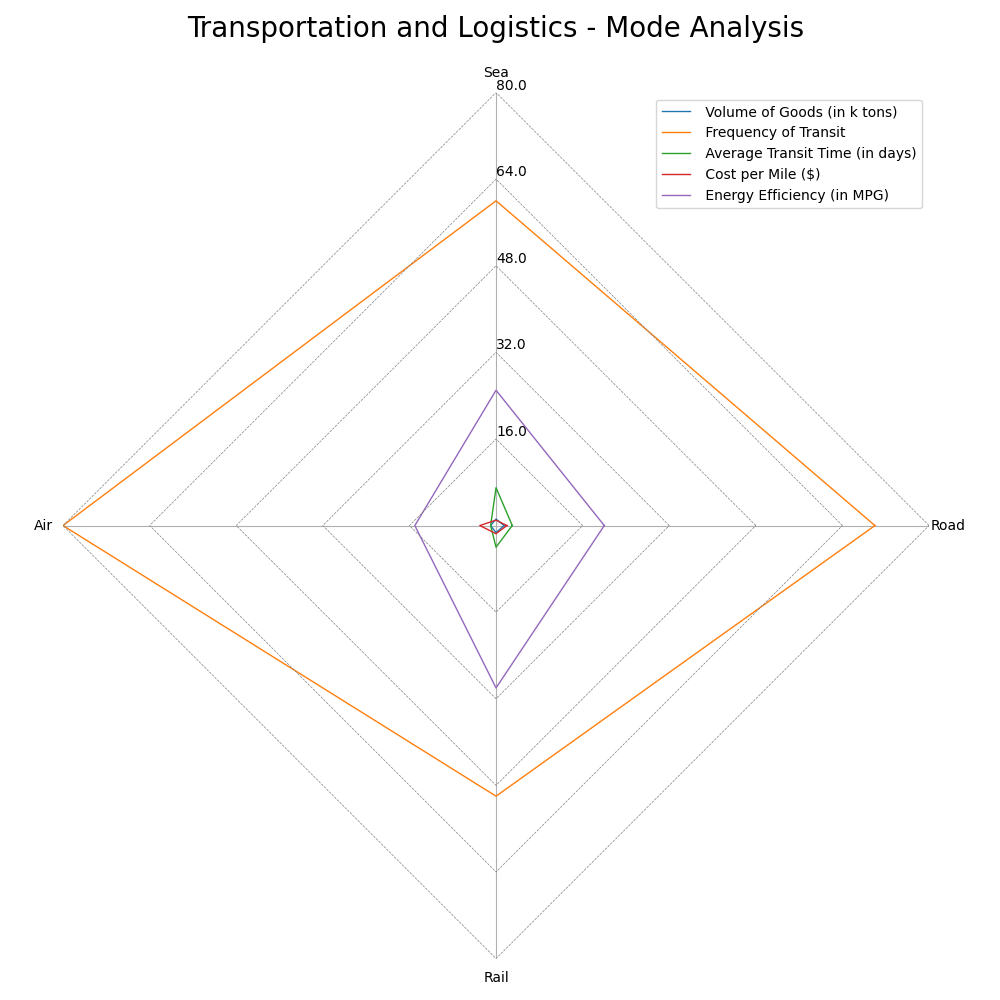 Transportation and Logistics - Mode Analysis
Sea
80.0
Volume of Goods (in k tons)
Frequency of Transit
Average Transit Time (in days)
Cost per Mile ($)
Energy Efficiency (in MPG)
64.0
48.0
32.0
16.0
Air
Road
Rail